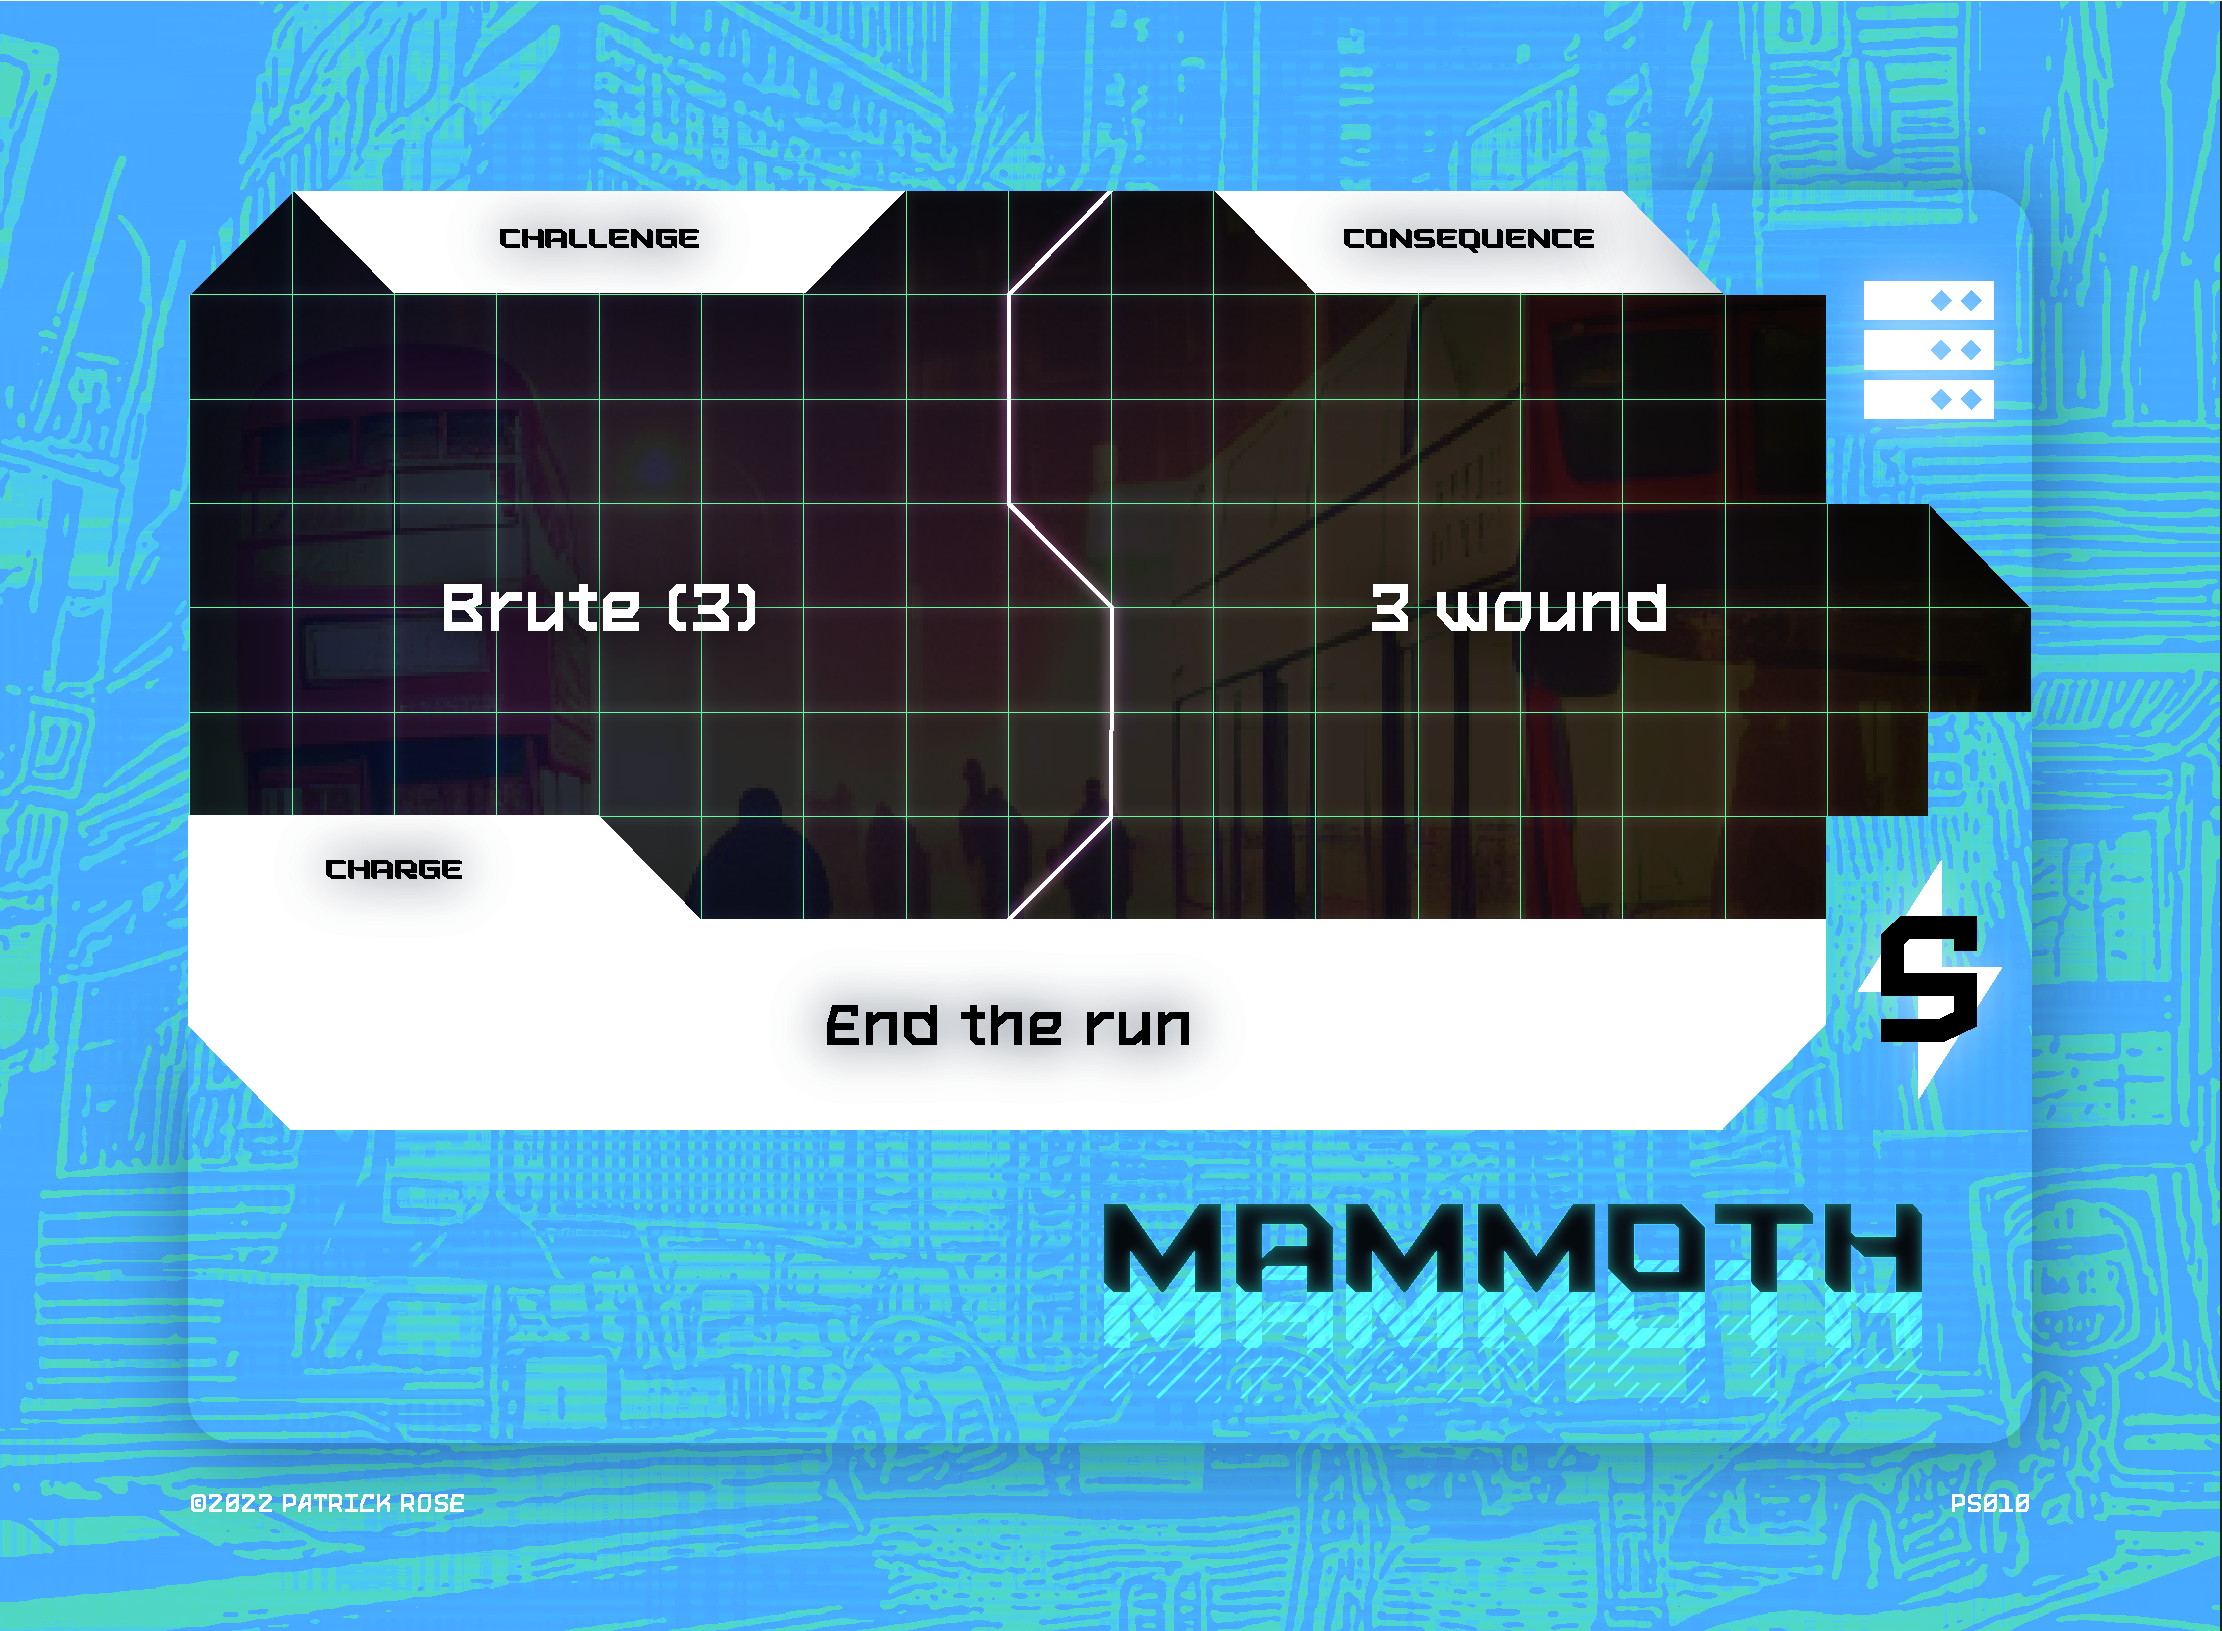 CHALLENGE
CONSEQUENCE
Brute (3)
3 wound
CHARGE
End the run
S
MAMMOTH
©2022 PATRICK ROSE
PS010